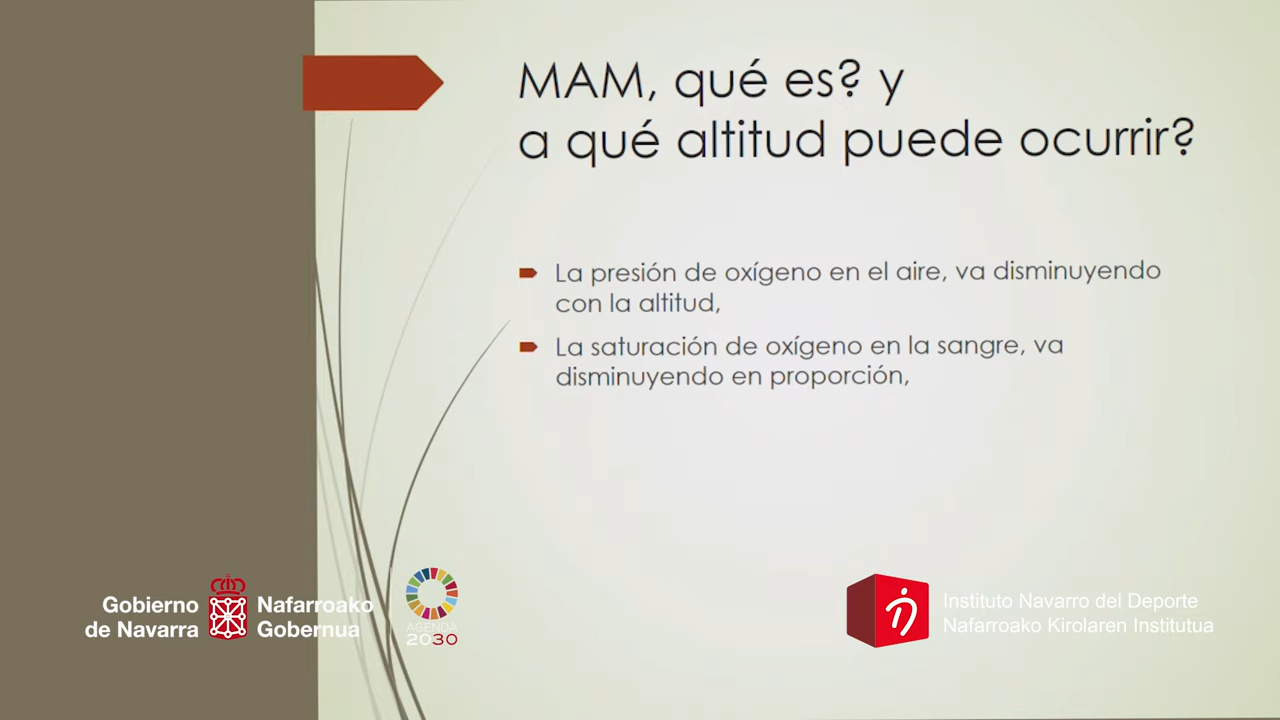 MAM, qué es? y
a qué altitud puede ocurrir?
La presión de oxígeno en el aire, va disminuyendo
con la altitud,
La saturación de oxígeno en la sangre, va
disminuyendo en proporción,
Gobierno
de Navarra
Nafarroako
Gobernua
AGENDA
2030
Instituto Navarro del Deporte
Nafarroako Kirolaren Institutua